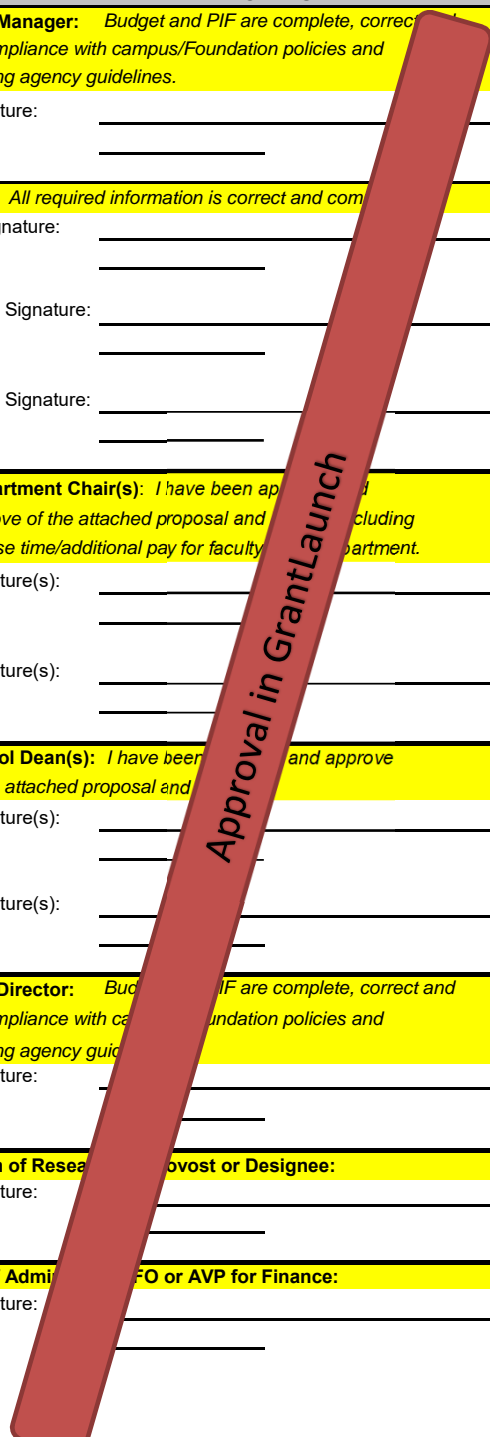 Manager: Budget and PIF are complete, correct
mpliance with campus/Foundation policies and
ng agency guidelines.
ture:
All required information is correct and com
nature:
Signature:
Signature:
artment Chair(s): I have been ap
ove of the attached proposal and cluding
se time/additional pay for faculty artment.
ture(s):
ture(s):
ol Dean(s): I have been and approve
attached proposal and
ture(s):
ture(s):
Director: Bud IF are complete, correct and
mpliance with ca undation policies and
ng agency guid
ture:
of Resea ovost or Designee:
ture:
Admi FO or AVP for Finance:
ture:
Approval in GrantLaunch